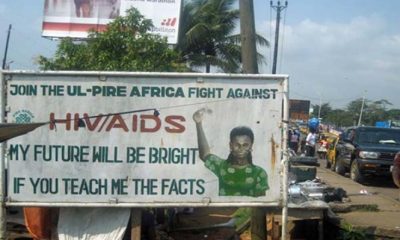 JOIN THE UL-PIRE AFRICA FIGHT AGAINST
HIV/AIDS
MY FUTURE WILL BE BRIGHT
IF YOU TEACH ME THE FACTS